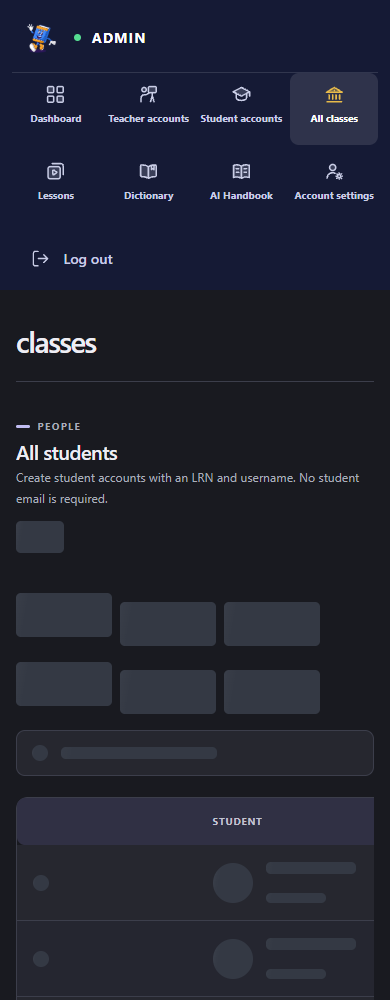 ADMIN
Dashboard
Teacher accounts
Student accounts
All classes
Lessons
Dictionary
AI Handbook
Account settings
Log out
classes
PEOPLE
All students
Create student accounts with an LRN and username. No student
email is required.
STUDENT